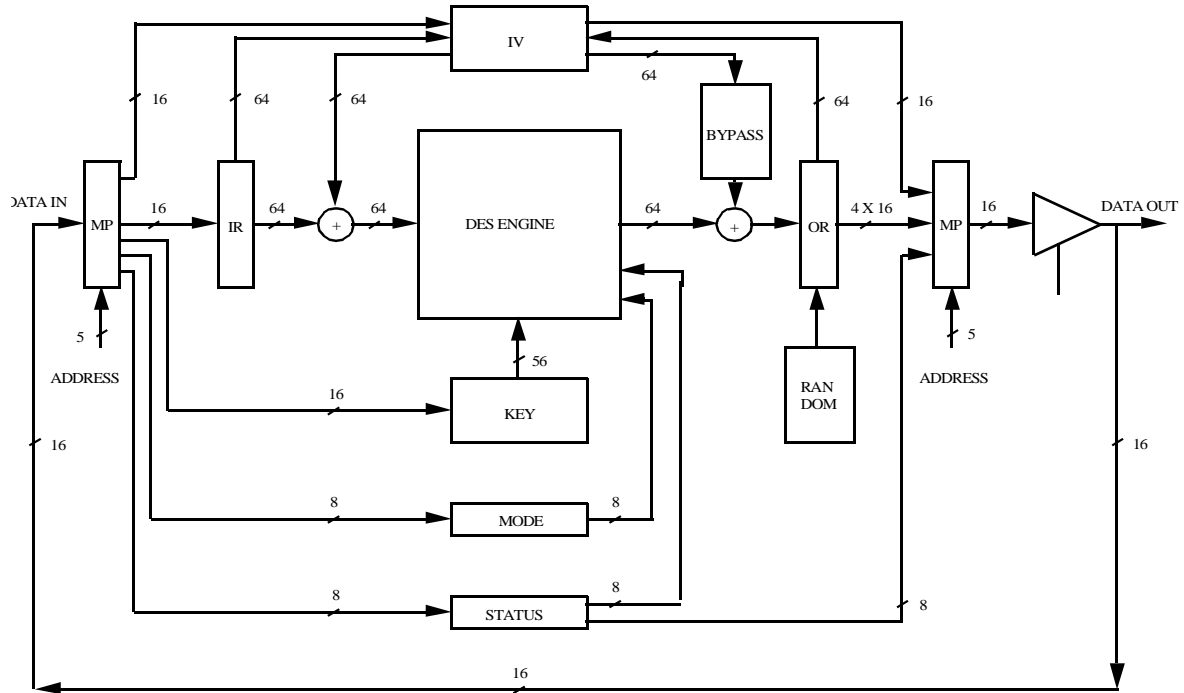 IV
16
64
64
64
64
16
BYPASS
DATA IN
MP
16
IR
64
+
64
DES ENGINE
64
+
OR
4 X 16
MP
16
DATA OUT
5
ADDRESS
56
KEY
16
RAN
DOM
5
ADDRESS
16
16
8
MODE
8
8
STATUS
8
8
16